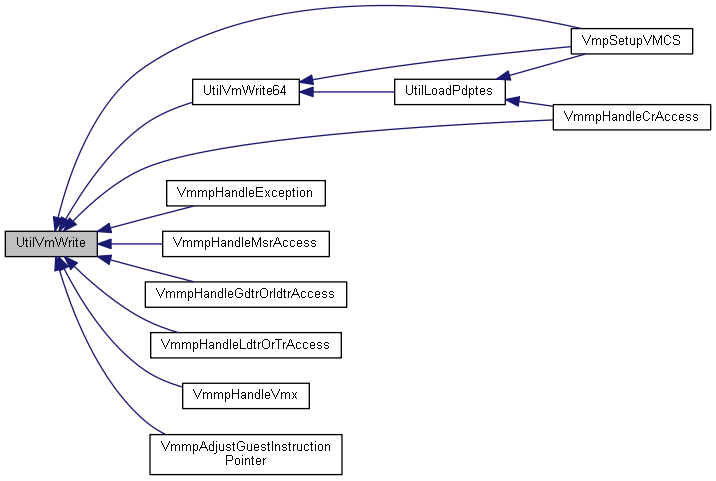 VmpSetupVMCS
UtilVmWrite64
UtilLoadPdptes
VmmpHandleCrAccess
VmmpHandleException
UtilVmWrite
VmmpHandleMsrAccess
VmmpHandleGdtrOrIdtrAccess
VmmpHandleLdtrOrTrAccess
VmmpHandleVmx
VmmpAdjustGuestInstruction
Pointer